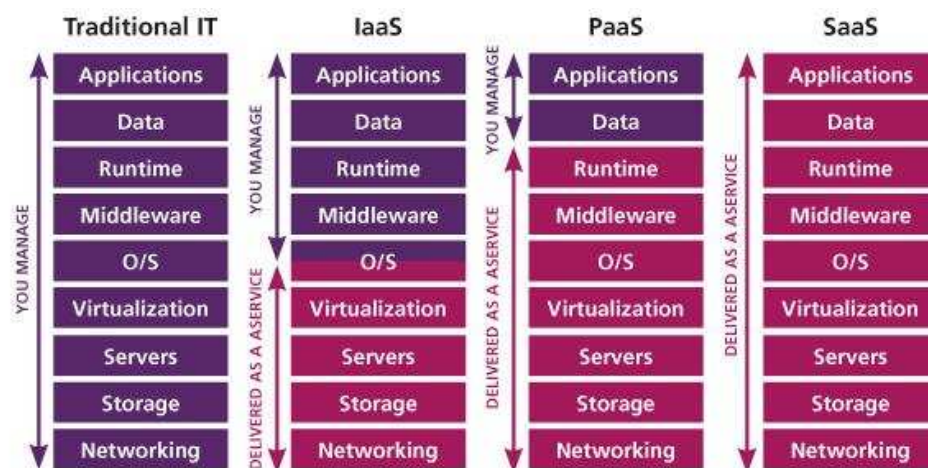 Traditional IT
IaaS
PaaS
SaaS
YOU MANAGE
Applications
Data
Runtime
Middleware
O/S
Virtualization
Servers
Storage
Networking
YOU MANAGE
DELIVERED AS A ASERVICE
Applications
Data
Runtime
Middleware
O/S
Virtualization
Servers
Storage
Networking
YOU MANAGE
DELIVERED AS A ASERVICE
Applications
Data
Runtime
Middleware
O/S
Virtualization
Servers
Storage
Networking
DELIVERED AS A ASERVICE
Applications
Data
Runtime
Middleware
O/S
Virtualization
Servers
Storage
Networking